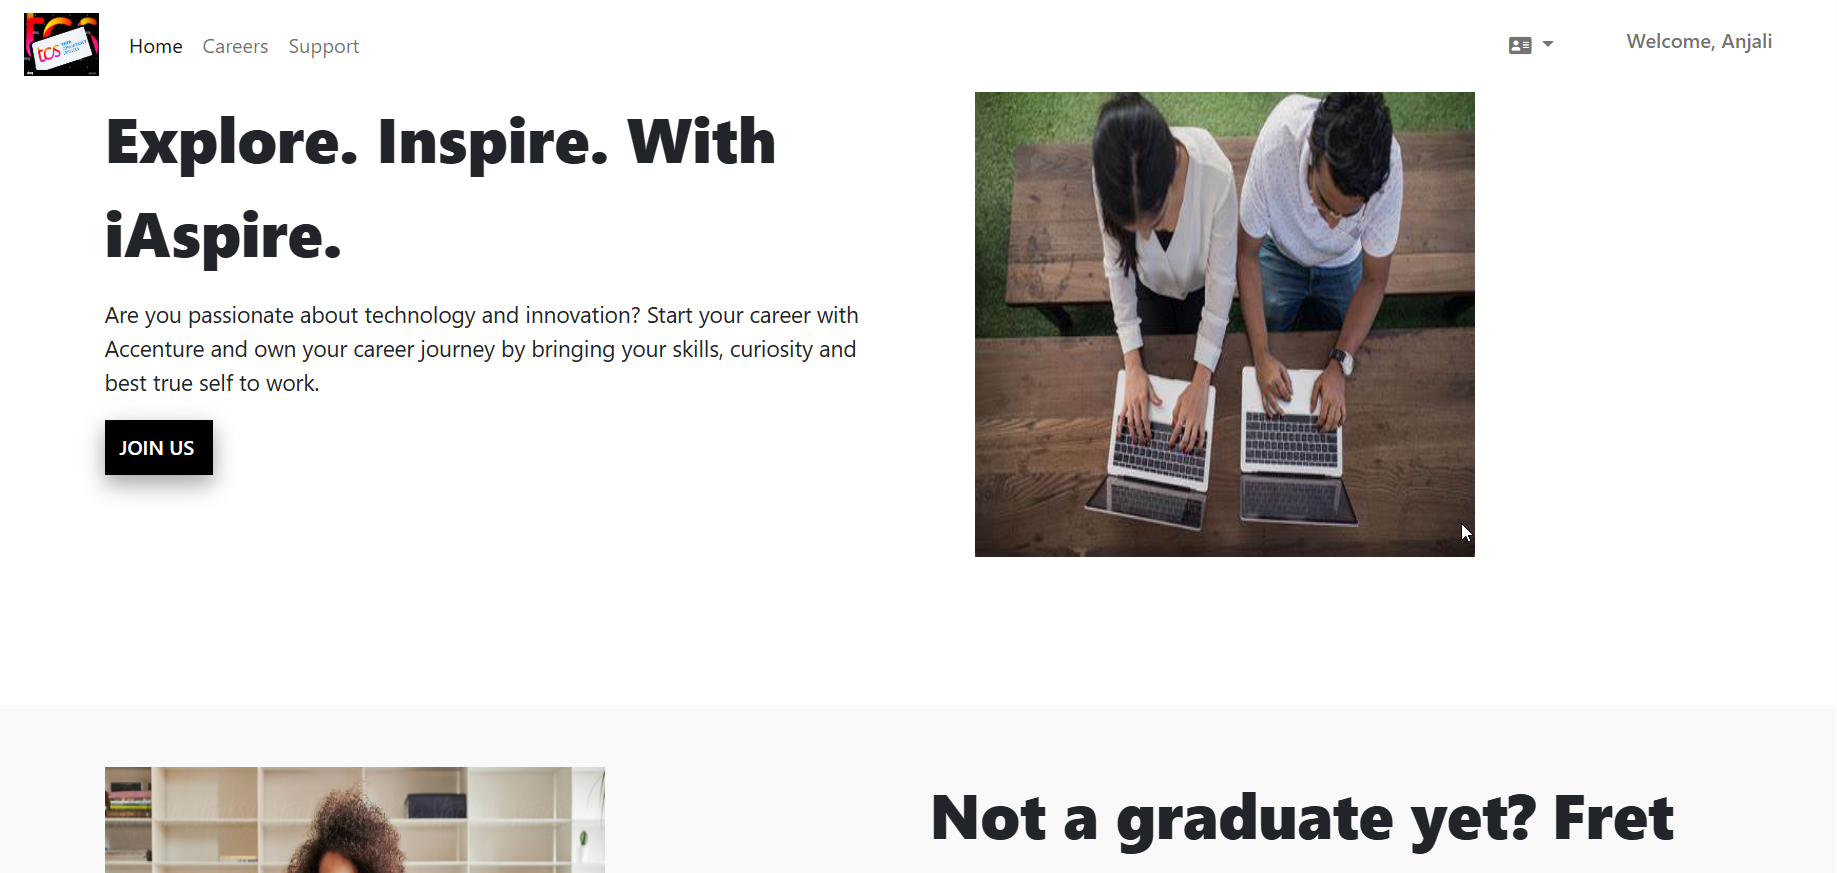 tcs
Home Careers Support
Welcome, Anjali
Explore. Inspire. With
iAspire.
Are you passionate about technology and innovation? Start your career with
Accenture and own your career journey by bringing your skills, curiosity and
best true self to work.
JOIN US
Not a graduate yet? Fret